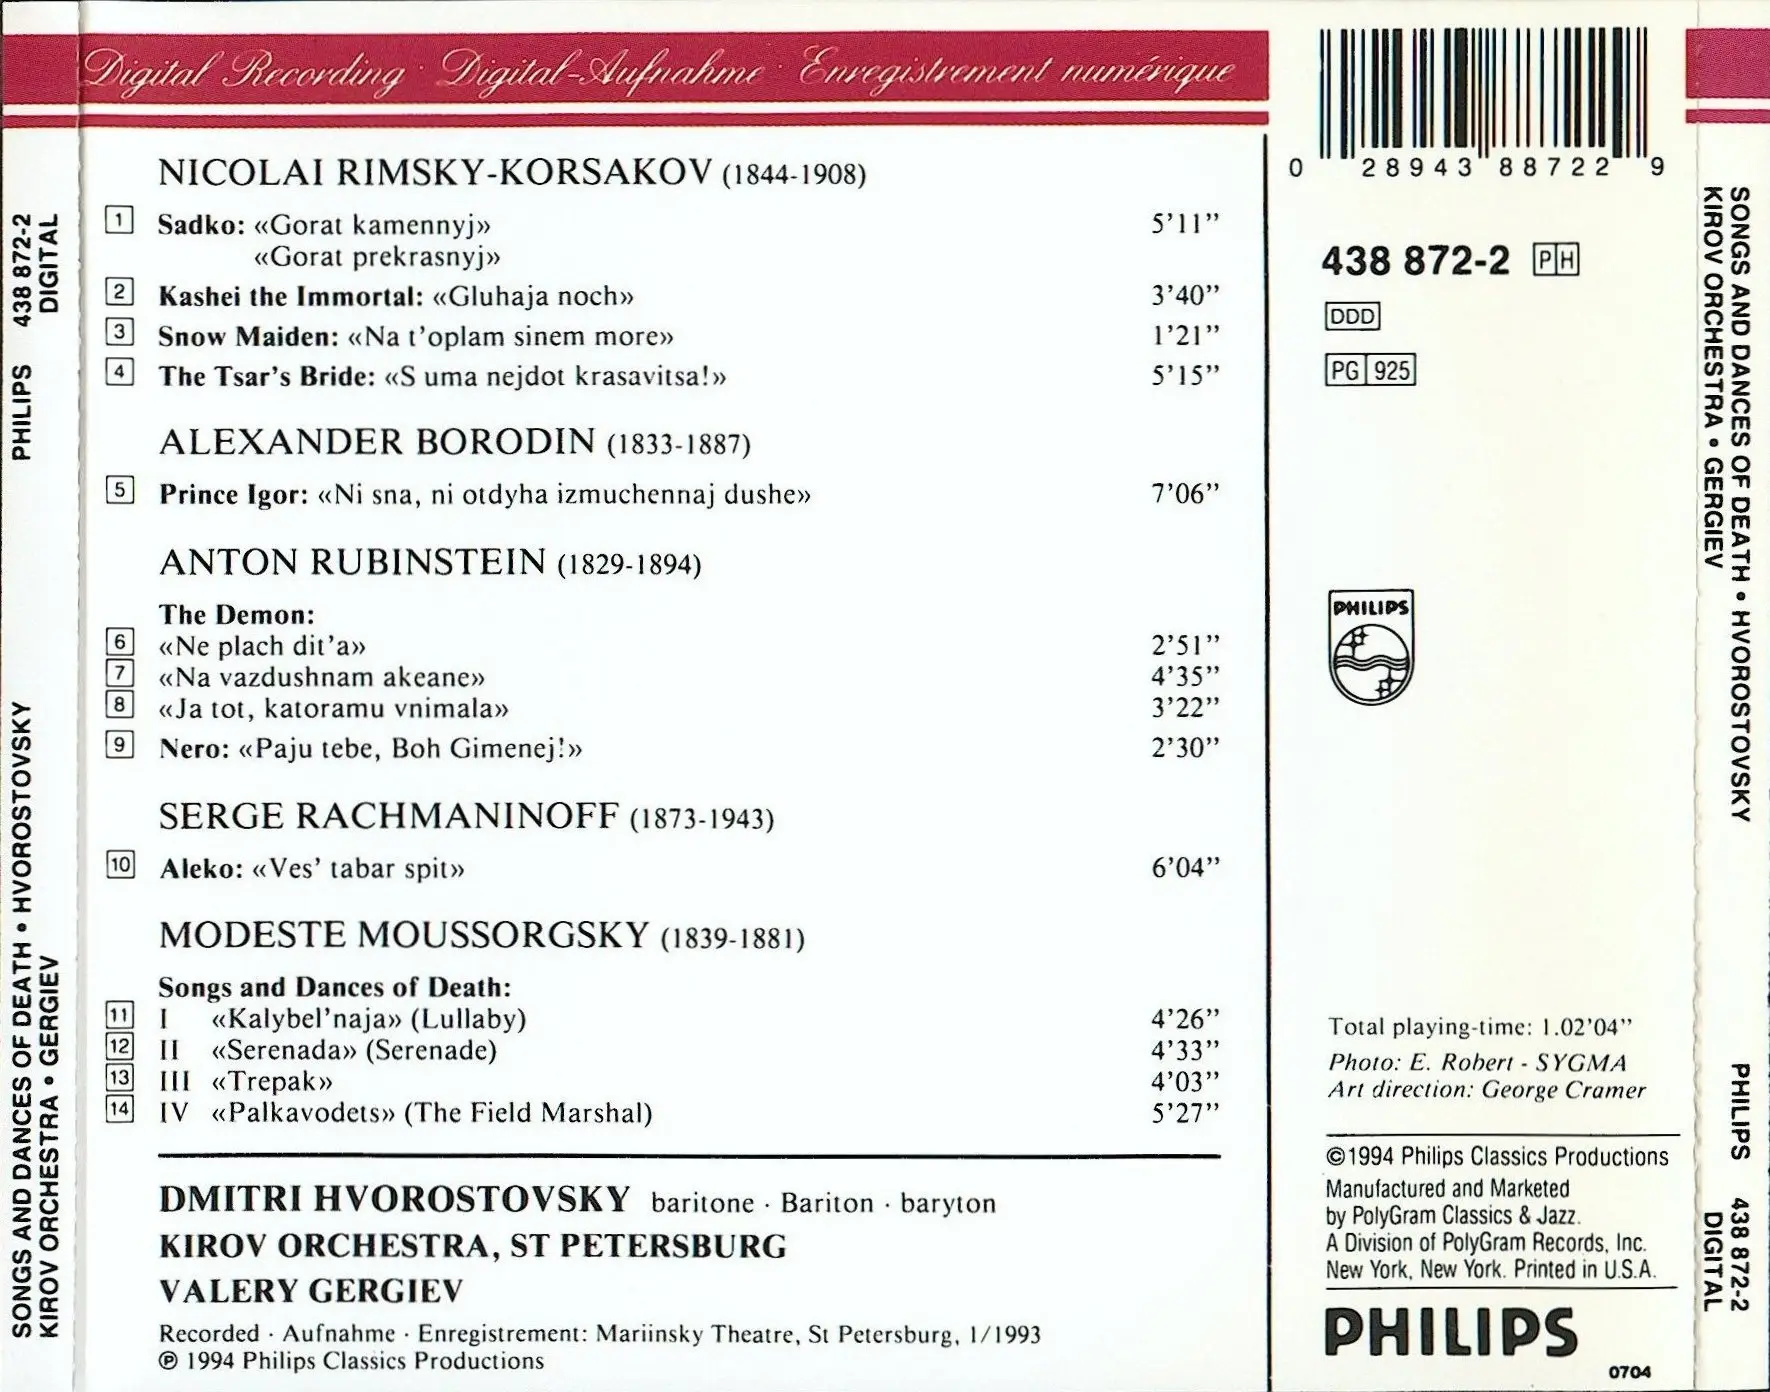 Digital Recording · Digital-Aufnahme · Enregistrement numérique
NICOLAI RIMSKY-KORSAKOV (1844-1908)
1 Sadko: «Gorat kamennyj» 5’11”
«Gorat prekrasnyj»
2 Kashei the Immortal: «Gluhaja noch» 3’40”
3 Snow Maiden: «Na t’oplam sinem more» 1’21”
4 The Tsar’s Bride: «S uma nejdot krasavitsa!» 5’15”
ALEXANDER BORODIN (1833-1887)
5 Prince Igor: «Ni sna, ni otdyha izmuchennaj dushe» 7’06”
ANTON RUBINSTEIN (1829-1894)
The Demon:
6 «Ne plach dit’a» 2’51”
7 «Na vazdushnam akeane» 4’35”
8 «Ja tot, katoramu vnimala» 3’22”
9 Nero: «Paju tebe, Boh Gimenej!» 2’30”
SERGE RACHMANINOFF (1873-1943)
10 Aleko: «Ves’ tabar spit» 6’04”
MODESTE MOUSSORGSKY (1839-1881)
Songs and Dances of Death:
11 I «Kalybel’naja» (Lullaby) 4’26”
12 II «Serenada» (Serenade) 4’33”
13 III «Trepak» 4’03”
14 IV «Palkavodets» (The Field Marshal) 5’27”
DMITRI HVOROSTOVSKY baritone · Bariton · baryton
KIROV ORCHESTRA, ST PETERSBURG
VALERY GERGIEV
Recorded · Aufnahme · Enregistrement: Mariinsky Theatre, St Petersburg, 1/1993
℗ 1994 Philips Classics Productions
0 28943 88722 9
438 872-2 PH
DDD
PG 925
PHILIPS
Total playing-time: 1.02’04”
Photo: E. Robert - SYGMA
Art direction: George Cramer
©1994 Philips Classics Productions
Manufactured and Marketed
by PolyGram Classics & Jazz.
A Division of PolyGram Records, Inc.
New York, New York. Printed in U.S.A.
PHILIPS
0704
SONGS AND DANCES OF DEATH • HVOROSTOVSKY PHILIPS 438 872-2
KIROV ORCHESTRA • GERGIEV DIGITAL
SONGS AND DANCES OF DEATH • HVOROSTOVSKY PHILIPS 438 872-2
KIROV ORCHESTRA • GERGIEV DIGITAL